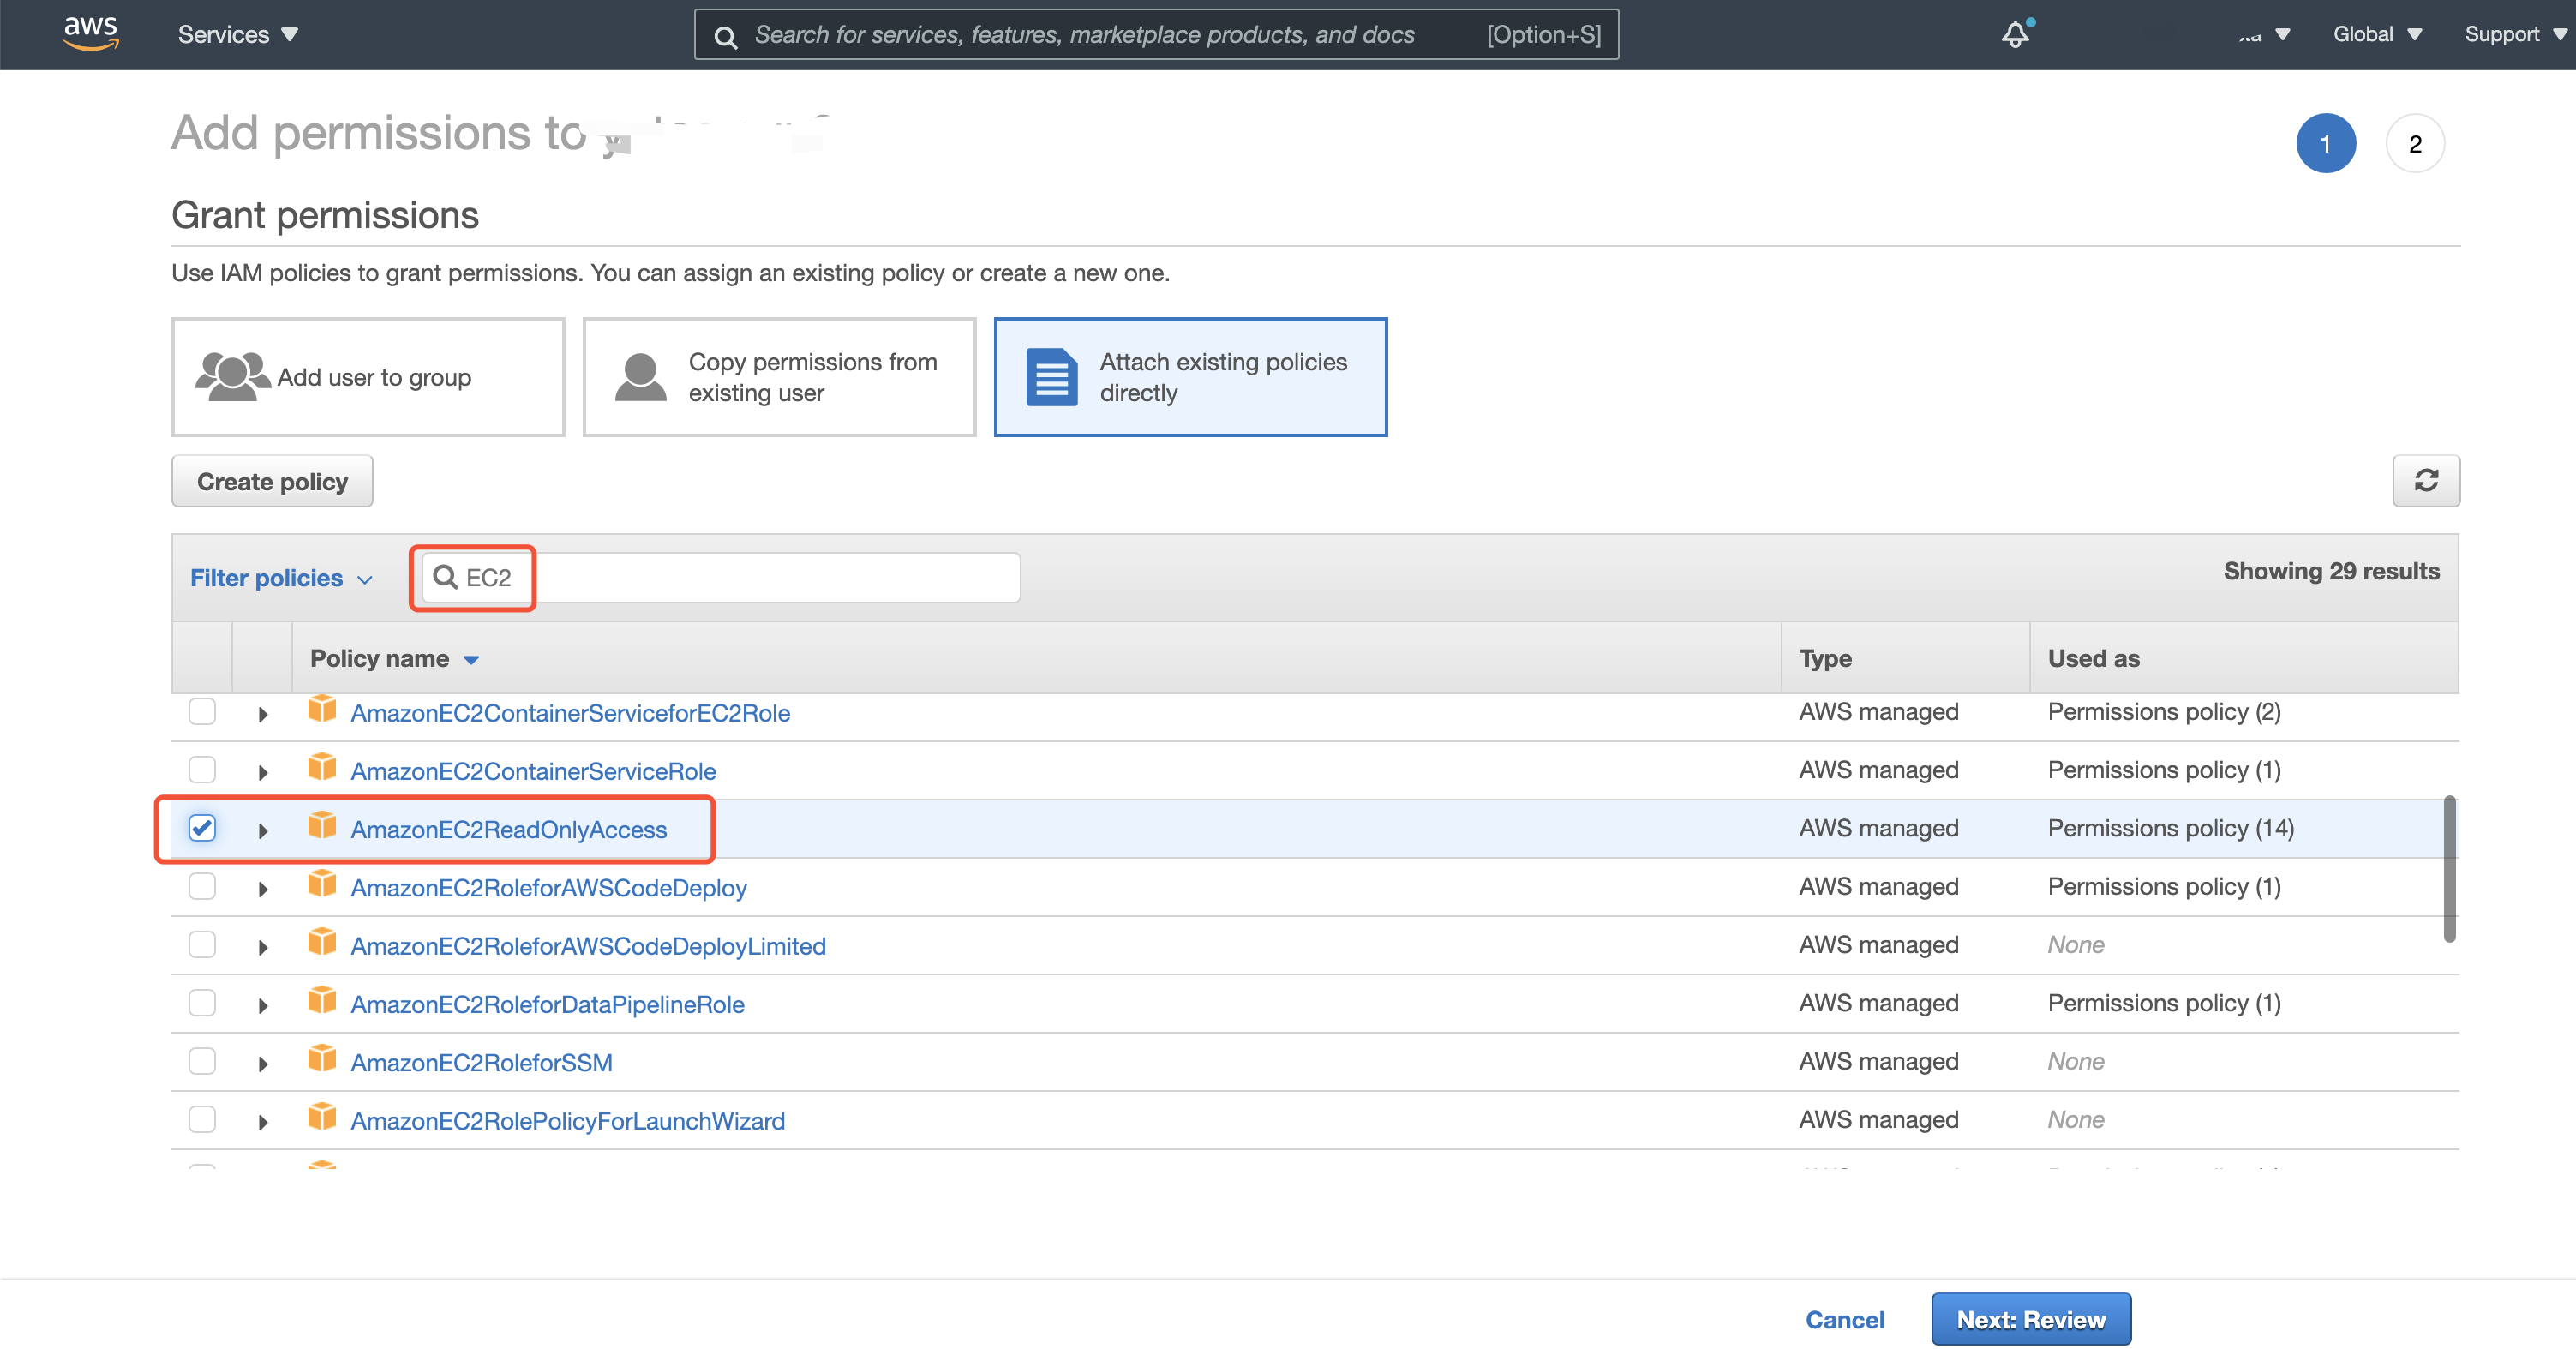 aws Services Search for services, features, marketplace products, and docs [Option+S] Global Support
Add permissions to
1 2
Grant permissions
Use IAM policies to grant permissions. You can assign an existing policy or create a new one.
Add user to group
Copy permissions from
existing user
Attach existing policies
directly
Create policy
Filter policies EC2 Showing 29 results
Policy name Type Used as
AmazonEC2ContainerServiceforEC2Role AWS managed Permissions policy (2)
AmazonEC2ContainerServiceRole AWS managed Permissions policy (1)
AmazonEC2ReadOnlyAccess AWS managed Permissions policy (14)
AmazonEC2RoleforAWSCodeDeploy AWS managed Permissions policy (1)
AmazonEC2RoleforAWSCodeDeployLimited AWS managed None
AmazonEC2RoleforDataPipelineRole AWS managed Permissions policy (1)
AmazonEC2RoleforSSM AWS managed None
AmazonEC2RolePolicyForLaunchWizard AWS managed None
Cancel Next: Review